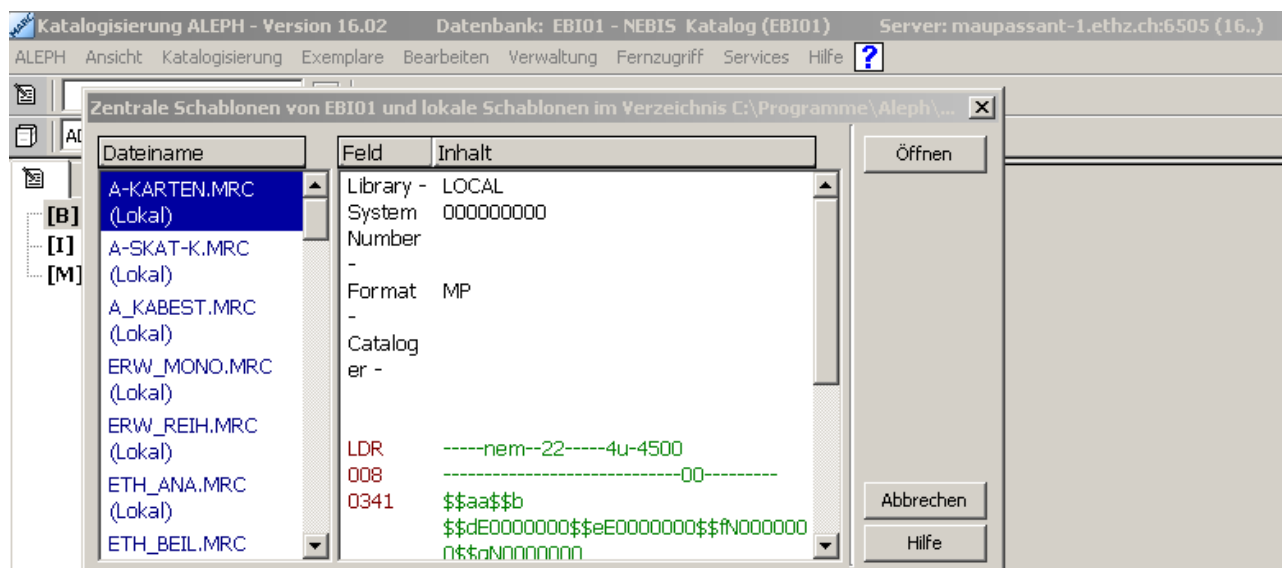 Katalogisierung ALEPH - Version 16.02 Datenbank: EBI01 - NEBIS Katalog (EBI01) Server: maupassant-1.ethz.ch:6505 (16..)
ALEPH Ansicht Katalogisierung Exemplare Bearbeiten Verwaltung Fernzugriff Services Hilfe ?
Zentrale Schablonen von EBI01 und lokale Schablonen im Verzeichnis C:\Programme\Aleph\...
Dateiname
A-KARTEN.MRC
(Lokal)
A-SKAT-K.MRC
(Lokal)
A_KABEST.MRC
(Lokal)
ERW_MONO.MRC
(Lokal)
ERW_REIH.MRC
(Lokal)
ETH_ANA.MRC
(Lokal)
ETH_BEIL.MRC
Feld Inhalt
Library - LOCAL
System 000000000
Number
-
Format MP
-
Catalog
er -
LDR -----nem--22-----4u-4500
008 ----------------------------00---------
0341 $$aa$$b
$$dE0000000$$eE0000000$$fN000000
0$$gN0000000
Öffnen
Abbrechen
Hilfe
[B]
[I]
[M]